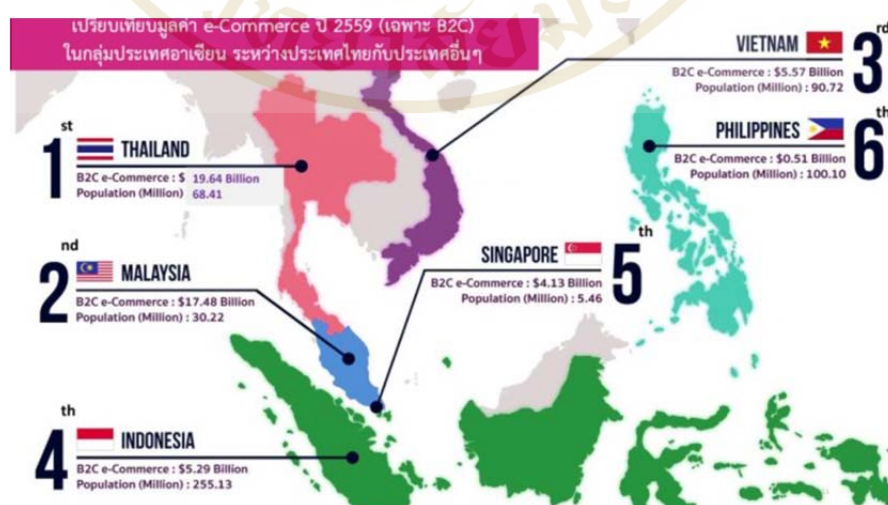 เปรียบเทียบมูลค่า e-Commerce ปี 2559 (เฉพาะ B2C)
ในกลุ่มประเทศอาเซียน ระหว่างประเทศไทยกับประเทศอื่นๆ
1st THAILAND
B2C e-Commerce : $ 19.64 Billion
Population (Million) 68.41
2nd MALAYSIA
B2C e-Commerce : $17.48 Billion
Population (Million) : 30.22
VIETNAM 3rd
B2C e-Commerce : $5.57 Billion
Population (Million) : 90.72
4th INDONESIA
B2C e-Commerce : $5.29 Billion
Population (Million) : 255.13
SINGAPORE 5th
B2C e-Commerce : $4.13 Billion
Population (Million) : 5.46
PHILIPPINES 6th
B2C e-Commerce : $0.51 Billion
Population (Million) : 100.10